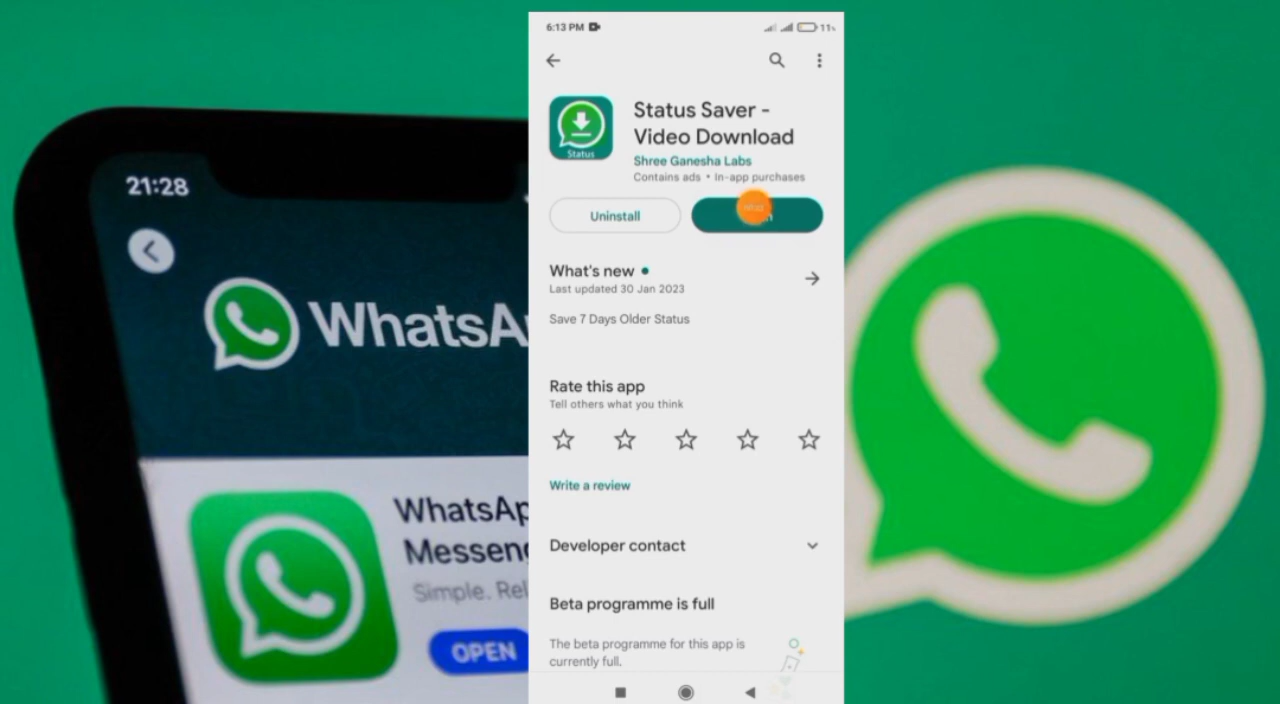 21:28
WhatsA
WhatsAp
Messen
Simple. Rel
OPEN
6:13 PM
11%
Status Saver -
Video Download
Status
Shree Ganesha Labs
Contains ads • In-app purchases
Uninstall
What's new •
Last updated 30 Jan 2023
Save 7 Days Older Status
Rate this app
Tell others what you think
Write a review
Developer contact
Beta programme is full
The beta programme for this app is
currently full.